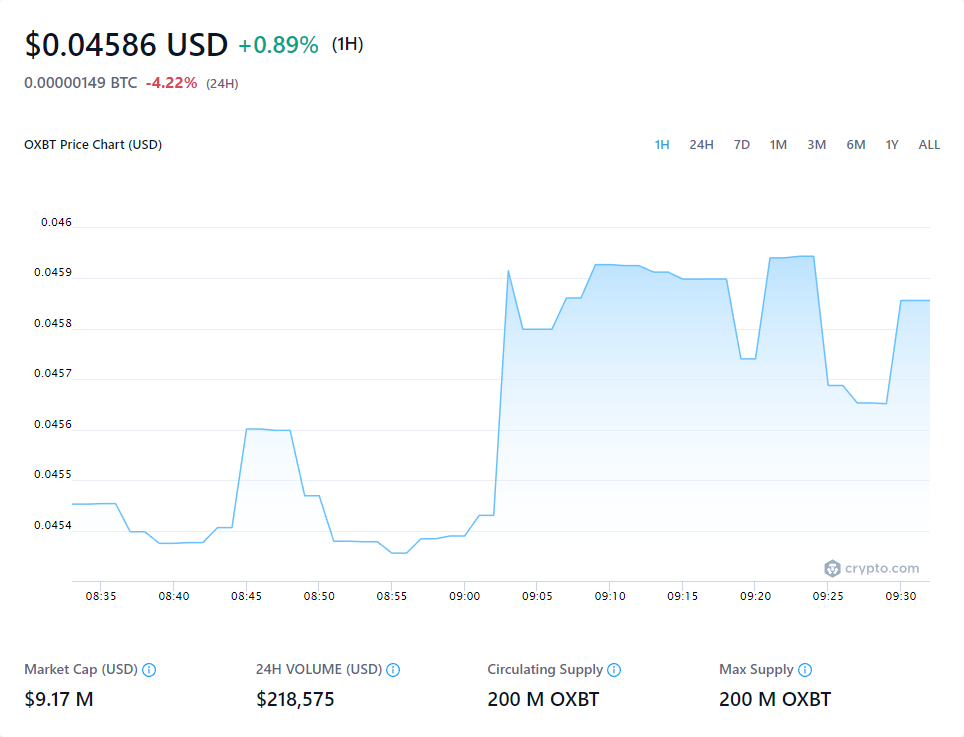 $0.04586 USD +0.89% (1H)
0.00000149 BTC -4.22% (24H)
OXBT Price Chart (USD)
1H 24H 7D 1M 3M 6M 1Y ALL
0.046
0.0459
0.0458
0.0457
0.0456
0.0455
0.0454
crypto.com
08:35 08:40 08:45 08:50 08:55 09:00 09:05 09:10 09:15 09:20 09:25 09:30
Market Cap (USD) 24H VOLUME (USD) Circulating Supply Max Supply
$9.17 M $218,575 200 M OXBT 200 M OXBT